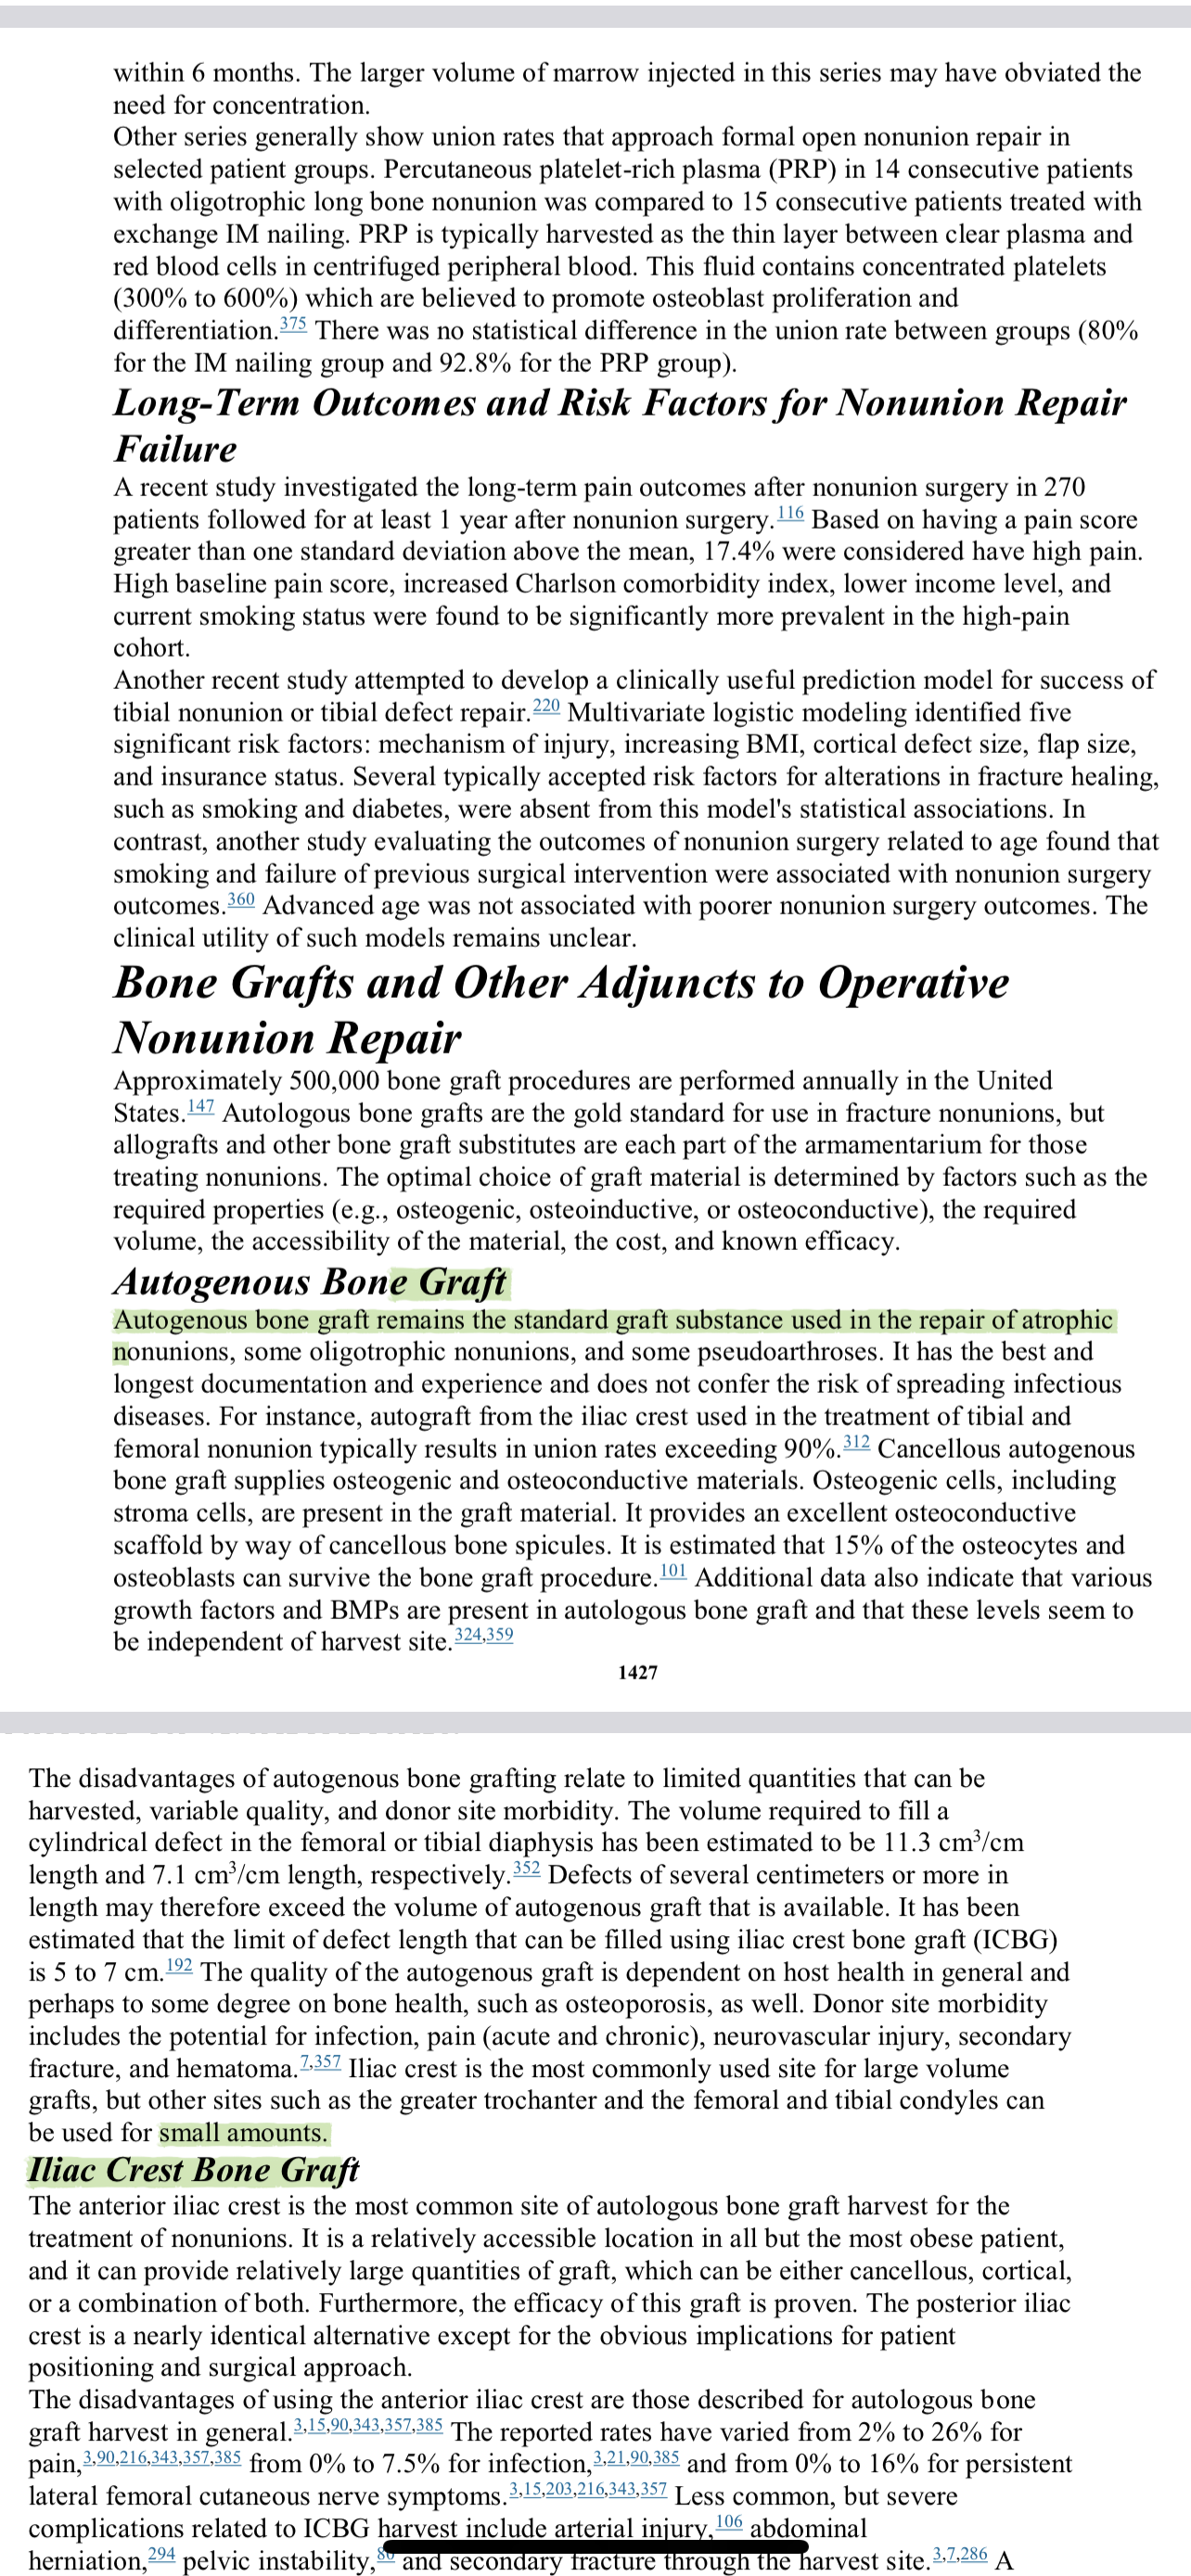 within 6 months. The larger volume of marrow injected in this series may have obviated the
need for concentration.
Other series generally show union rates that approach formal open nonunion repair in
selected patient groups. Percutaneous platelet-rich plasma (PRP) in 14 consecutive patients
with oligotrophic long bone nonunion was compared to 15 consecutive patients treated with
exchange IM nailing. PRP is typically harvested as the thin layer between clear plasma and
red blood cells in centrifuged peripheral blood. This fluid contains concentrated platelets
(300% to 600%) which are believed to promote osteoblast proliferation and
differentiation.375 There was no statistical difference in the union rate between groups (80%
for the IM nailing group and 92.8% for the PRP group).
Long-Term Outcomes and Risk Factors for Nonunion Repair
Failure
A recent study investigated the long-term pain outcomes after nonunion surgery in 270
patients followed for at least 1 year after nonunion surgery.116 Based on having a pain score
greater than one standard deviation above the mean, 17.4% were considered have high pain.
High baseline pain score, increased Charlson comorbidity index, lower income level, and
current smoking status were found to be significantly more prevalent in the high-pain
cohort.
Another recent study attempted to develop a clinically useful prediction model for success of
tibial nonunion or tibial defect repair.220 Multivariate logistic modeling identified five
significant risk factors: mechanism of injury, increasing BMI, cortical defect size, flap size,
and insurance status. Several typically accepted risk factors for alterations in fracture healing,
such as smoking and diabetes, were absent from this model's statistical associations. In
contrast, another study evaluating the outcomes of nonunion surgery related to age found that
smoking and failure of previous surgical intervention were associated with nonunion surgery
outcomes.360 Advanced age was not associated with poorer nonunion surgery outcomes. The
clinical utility of such models remains unclear.
Bone Grafts and Other Adjuncts to Operative
Nonunion Repair
Approximately 500,000 bone graft procedures are performed annually in the United
States.147 Autologous bone grafts are the gold standard for use in fracture nonunions, but
allografts and other bone graft substitutes are each part of the armamentarium for those
treating nonunions. The optimal choice of graft material is determined by factors such as the
required properties (e.g., osteogenic, osteoinductive, or osteoconductive), the required
volume, the accessibility of the material, the cost, and known efficacy.
Autogenous Bone Graft
Autogenous bone graft remains the standard graft substance used in the repair of atrophic
nonunions, some oligotrophic nonunions, and some pseudoarthroses. It has the best and
longest documentation and experience and does not confer the risk of spreading infectious
diseases. For instance, autograft from the iliac crest used in the treatment of tibial and
femoral nonunion typically results in union rates exceeding 90%.312 Cancellous autogenous
bone graft supplies osteogenic and osteoconductive materials. Osteogenic cells, including
stroma cells, are present in the graft material. It provides an excellent osteoconductive
scaffold by way of cancellous bone spicules. It is estimated that 15% of the osteocytes and
osteoblasts can survive the bone graft procedure.101 Additional data also indicate that various
growth factors and BMPs are present in autologous bone graft and that these levels seem to
be independent of harvest site.324,359
1427
The disadvantages of autogenous bone grafting relate to limited quantities that can be
harvested, variable quality, and donor site morbidity. The volume required to fill a
cylindrical defect in the femoral or tibial diaphysis has been estimated to be 11.3 cm³/cm
length and 7.1 cm³/cm length, respectively.352 Defects of several centimeters or more in
length may therefore exceed the volume of autogenous graft that is available. It has been
estimated that the limit of defect length that can be filled using iliac crest bone graft (ICBG)
is 5 to 7 cm.192 The quality of the autogenous graft is dependent on host health in general and
perhaps to some degree on bone health, such as osteoporosis, as well. Donor site morbidity
includes the potential for infection, pain (acute and chronic), neurovascular injury, secondary
fracture, and hematoma.7,357 Iliac crest is the most commonly used site for large volume
grafts, but other sites such as the greater trochanter and the femoral and tibial condyles can
be used for small amounts.
Iliac Crest Bone Graft
The anterior iliac crest is the most common site of autologous bone graft harvest for the
treatment of nonunions. It is a relatively accessible location in all but the most obese patient,
and it can provide relatively large quantities of graft, which can be either cancellous, cortical,
or a combination of both. Furthermore, the efficacy of this graft is proven. The posterior iliac
crest is a nearly identical alternative except for the obvious implications for patient
positioning and surgical approach.
The disadvantages of using the anterior iliac crest are those described for autologous bone
graft harvest in general.3,15,90,343,357,385 The reported rates have varied from 2% to 26% for
pain,3,90,216,343,357,385 from 0% to 7.5% for infection,3,21,90,385 and from 0% to 16% for persistent
lateral femoral cutaneous nerve symptoms.3,15,203,216,343,357 Less common, but severe
complications related to ICBG harvest include arterial injury,106 abdominal
herniation,294 pelvic instability, and secondary fracture through the harvest site.3,7,286 A